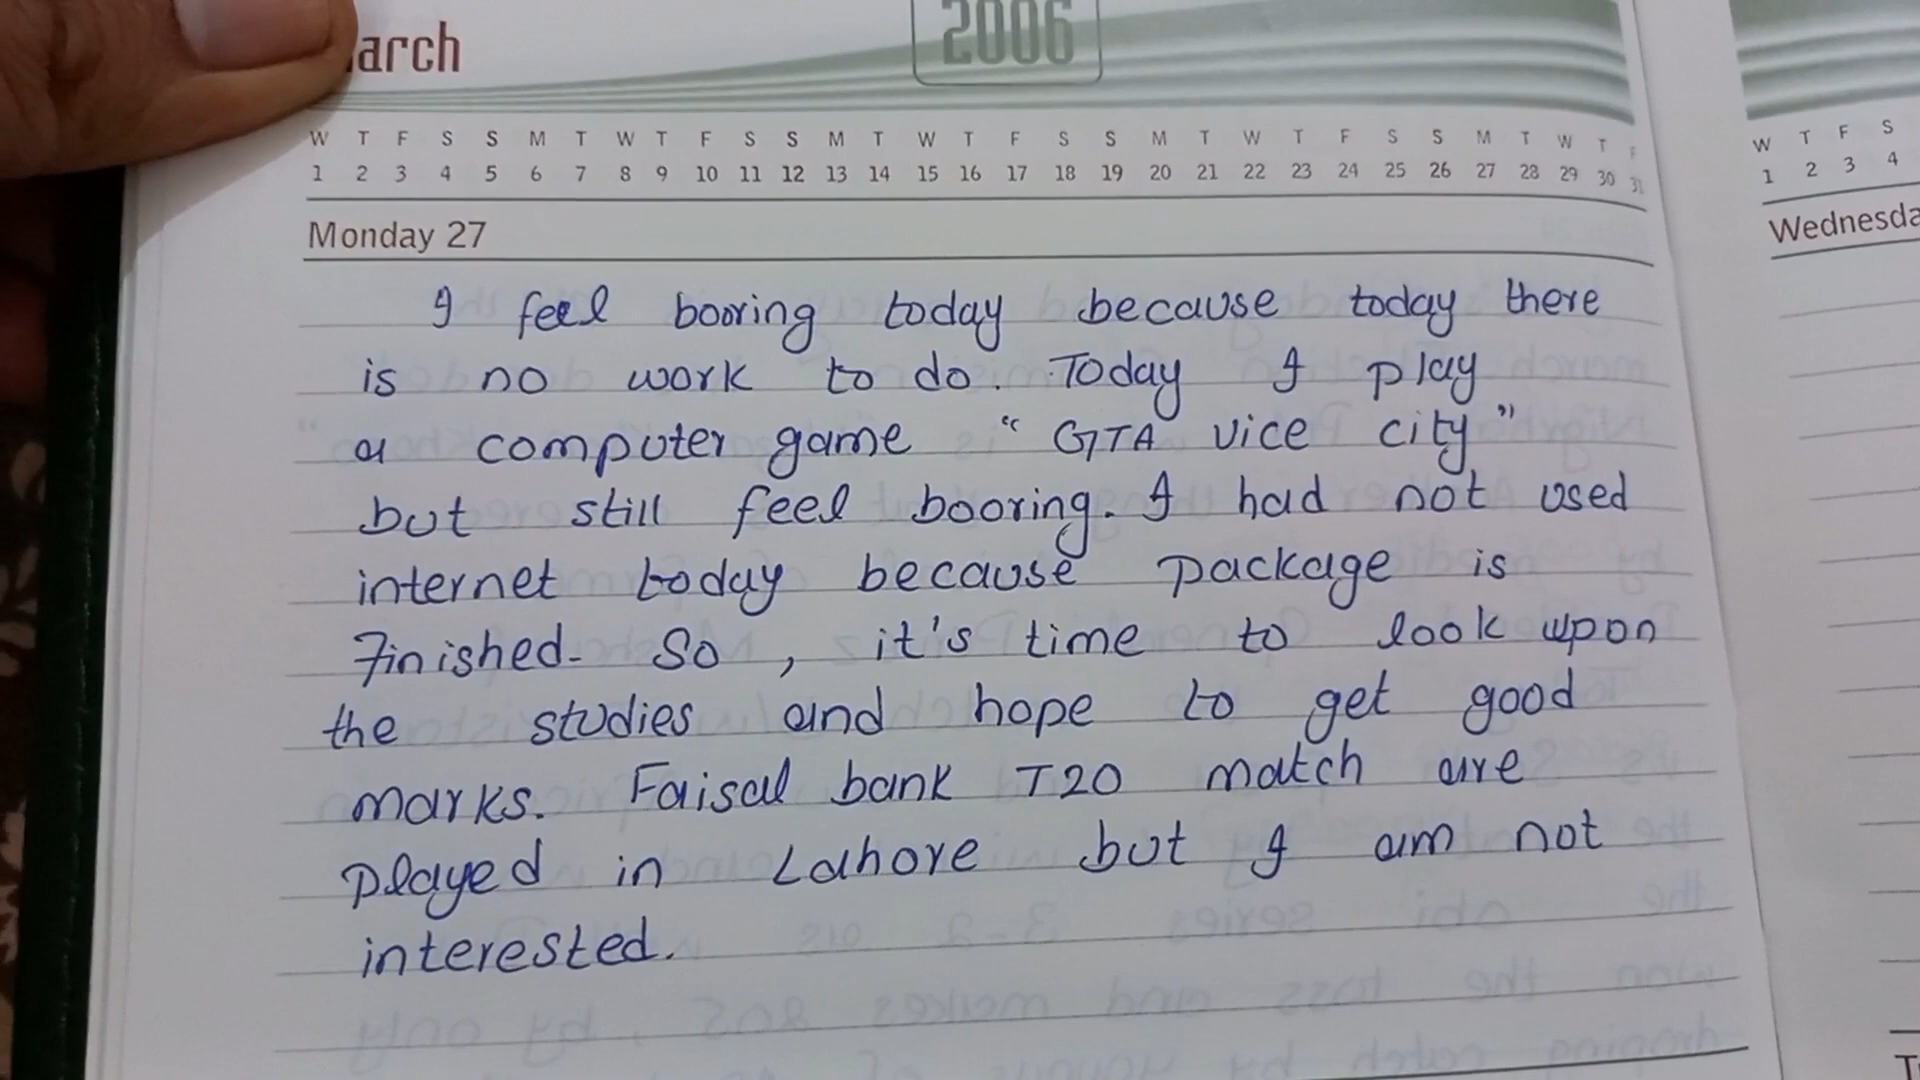 arch
2006
W T F S S M T W T F S S M T W T F S S M T W T F S S M T W T F
1 2 3 4 5 6 7 8 9 10 11 12 13 14 15 16 17 18 19 20 21 22 23 24 25 26 27 28 29 30 31
Monday 27
I feel booring today because today there
is no work to do. Today I play
a computer game "GTA vice city"
but still feel booring. I had not used
internet today because package is
finished. So, it's time to look upon
the studies and hope to get good
marks. Faisal bank T20 match are
played in Lahore but I am not
interested.
W T F S
1 2 3 4
Wednesda